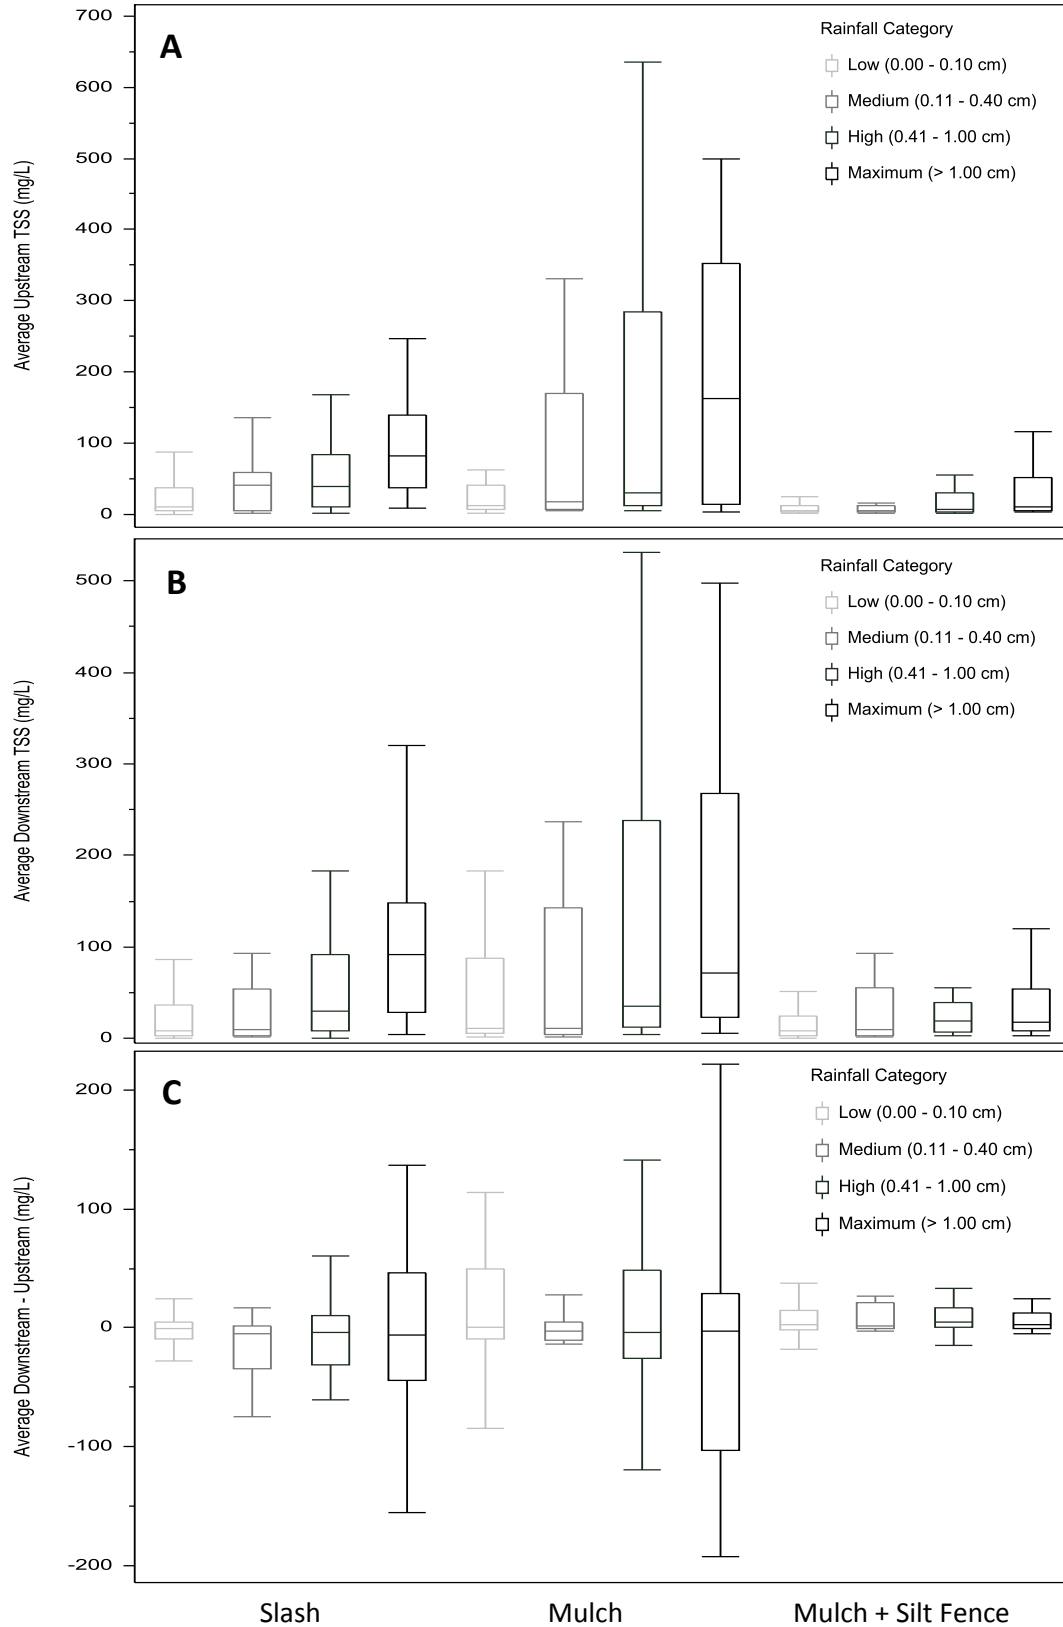 A
Rainfall Category
Low (0.00 - 0.10 cm)
Medium (0.11 - 0.40 cm)
High (0.41 - 1.00 cm)
Maximum (> 1.00 cm)
700
600
500
400
300
200
100
0
Average Upstream TSS (mg/L)
B
Rainfall Category
Low (0.00 - 0.10 cm)
Medium (0.11 - 0.40 cm)
High (0.41 - 1.00 cm)
Maximum (> 1.00 cm)
500
400
300
200
100
0
Average Downstream TSS (mg/L)
C
Rainfall Category
Low (0.00 - 0.10 cm)
Medium (0.11 - 0.40 cm)
High (0.41 - 1.00 cm)
Maximum (> 1.00 cm)
200
100
0
-100
-200
Average Downstream - Upstream (mg/L)
Slash Mulch Mulch + Silt Fence